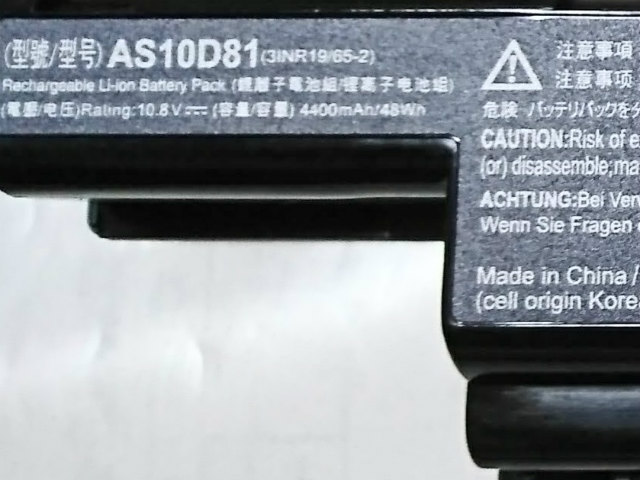 (型號/型号) AS10D81 (3INR19/65-2)
Rechargeable Li-ion Battery Pack (鋰離子電池組/锂离子电池组)
(電壓/电压)Rating:10.8V⎓ (容量/容量) 4400mAh/48Wh
注意事項
注意事项
危険 バッテリパックを
CAUTION:Risk of e
(or) disassemble;ma
ACHTUNG:Bei Verw
Wenn Sie Fragen
Made in China /
(cell origin Korea